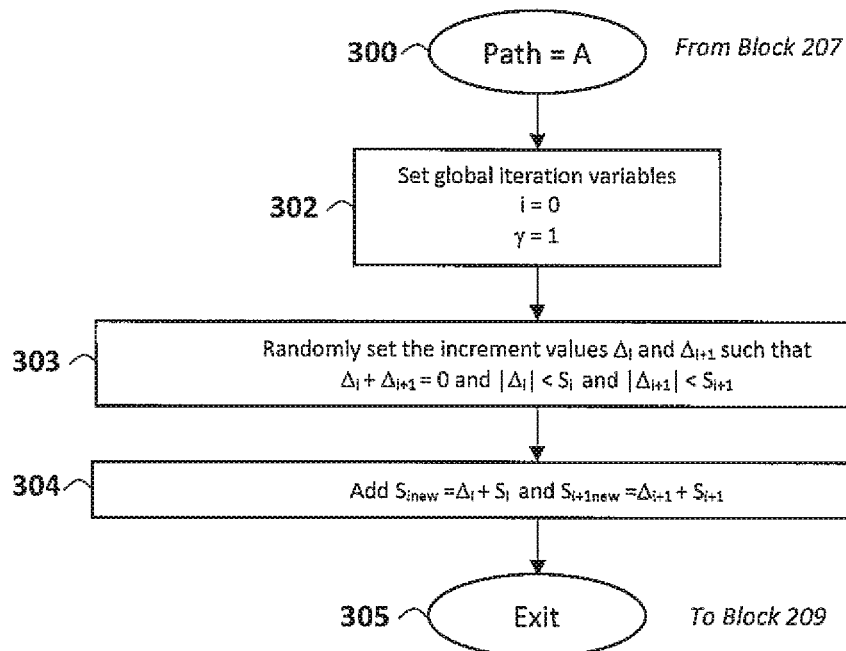 300 Path = A From Block 207
302 Set global iteration variables
i = 0
γ = 1
303 Randomly set the increment values Δᵢ and Δᵢ₊₁ such that
Δᵢ + Δᵢ₊₁ = 0 and |Δᵢ| < Sᵢ and |Δᵢ₊₁| < Sᵢ₊₁
304 Add Sᵢₙₑw =Δᵢ + Sᵢ and Sᵢ₊₁ₙₑw =Δᵢ₊₁ + Sᵢ₊₁
305 Exit To Block 209